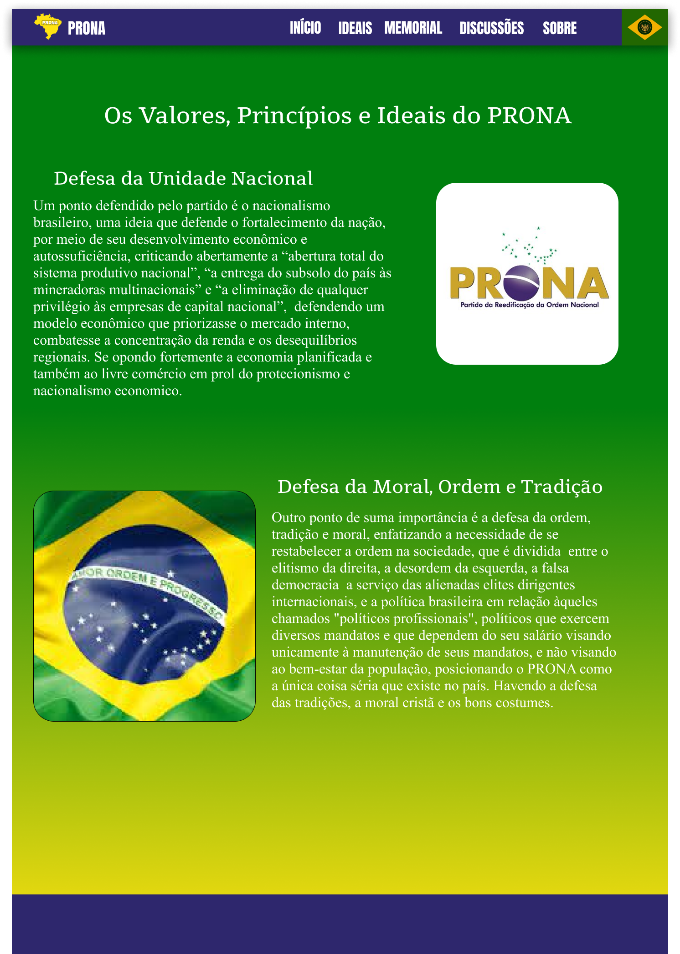 PRONA INÍCIO IDEAIS MEMORIAL DISCUSSÕES SOBRE
Os Valores, Princípios e Ideais do PRONA
Defesa da Unidade Nacional
Um ponto defendido pelo partido é o nacionalismo
brasileiro, uma ideia que defende o fortalecimento da nação,
por meio de seu desenvolvimento econômico e
autossuficiência, criticando abertamente a “abertura total do
sistema produtivo nacional”, “a entrega do subsolo do país às
mineradoras multinacionais” e “a eliminação de qualquer
privilégio às empresas de capital nacional”,  defendendo um
modelo econômico que priorizasse o mercado interno,
combatesse a concentração da renda e os desequilíbrios
regionais. Se opondo fortemente a economia planificada e
também ao livre comércio em prol do protecionismo e
nacionalismo economico.
PRONA
Partido da Reedificação da Ordem Nacional
Defesa da Moral, Ordem e Tradição
Outro ponto de suma importância é a defesa da ordem,
tradição e moral, enfatizando a necessidade de se
restabelecer a ordem na sociedade, que é dividida  entre o
elitismo da direita, a desordem da esquerda, a falsa
democracia  a serviço das alienadas elites dirigentes
internacionais, e a política brasileira em relação àqueles
chamados "políticos profissionais", políticos que exercem
diversos mandatos e que dependem do seu salário visando
unicamente à manutenção de seus mandatos, e não visando
ao bem-estar da população, posicionando o PRONA como
a única coisa séria que existe no país. Havendo a defesa
das tradições, a moral cristã e os bons costumes.
AMOR ORDEM E PROGRESSO